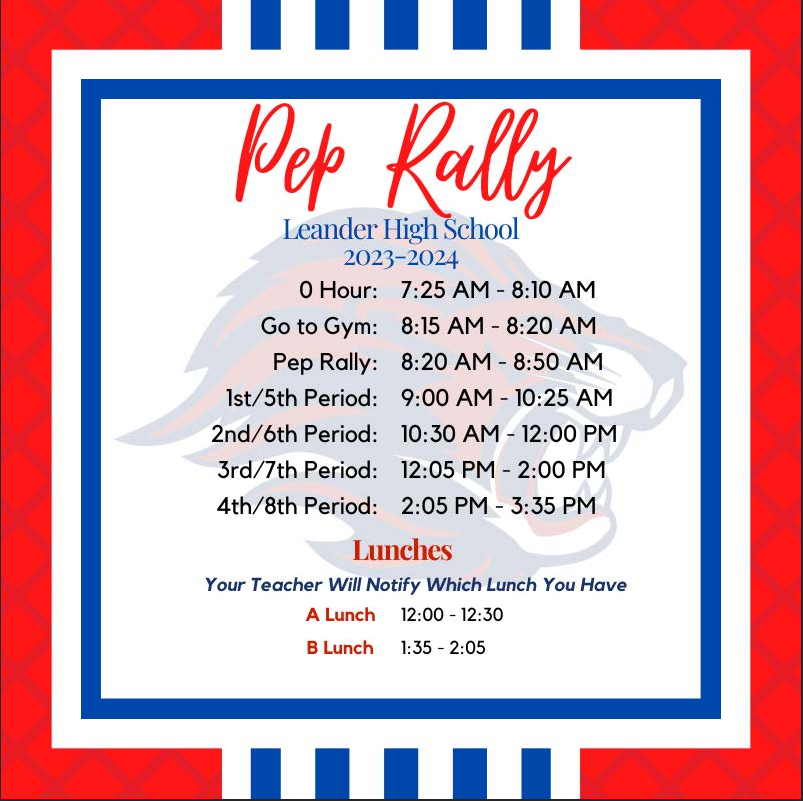 Pep Rally
Leander High School
2023-2024
0 Hour: 7:25 AM - 8:10 AM
Go to Gym: 8:15 AM - 8:20 AM
Pep Rally: 8:20 AM - 8:50 AM
1st/5th Period: 9:00 AM - 10:25 AM
2nd/6th Period: 10:30 AM - 12:00 PM
3rd/7th Period: 12:05 PM - 2:00 PM
4th/8th Period: 2:05 PM - 3:35 PM
Lunches
Your Teacher Will Notify Which Lunch You Have
A Lunch 12:00 - 12:30
B Lunch 1:35 - 2:05